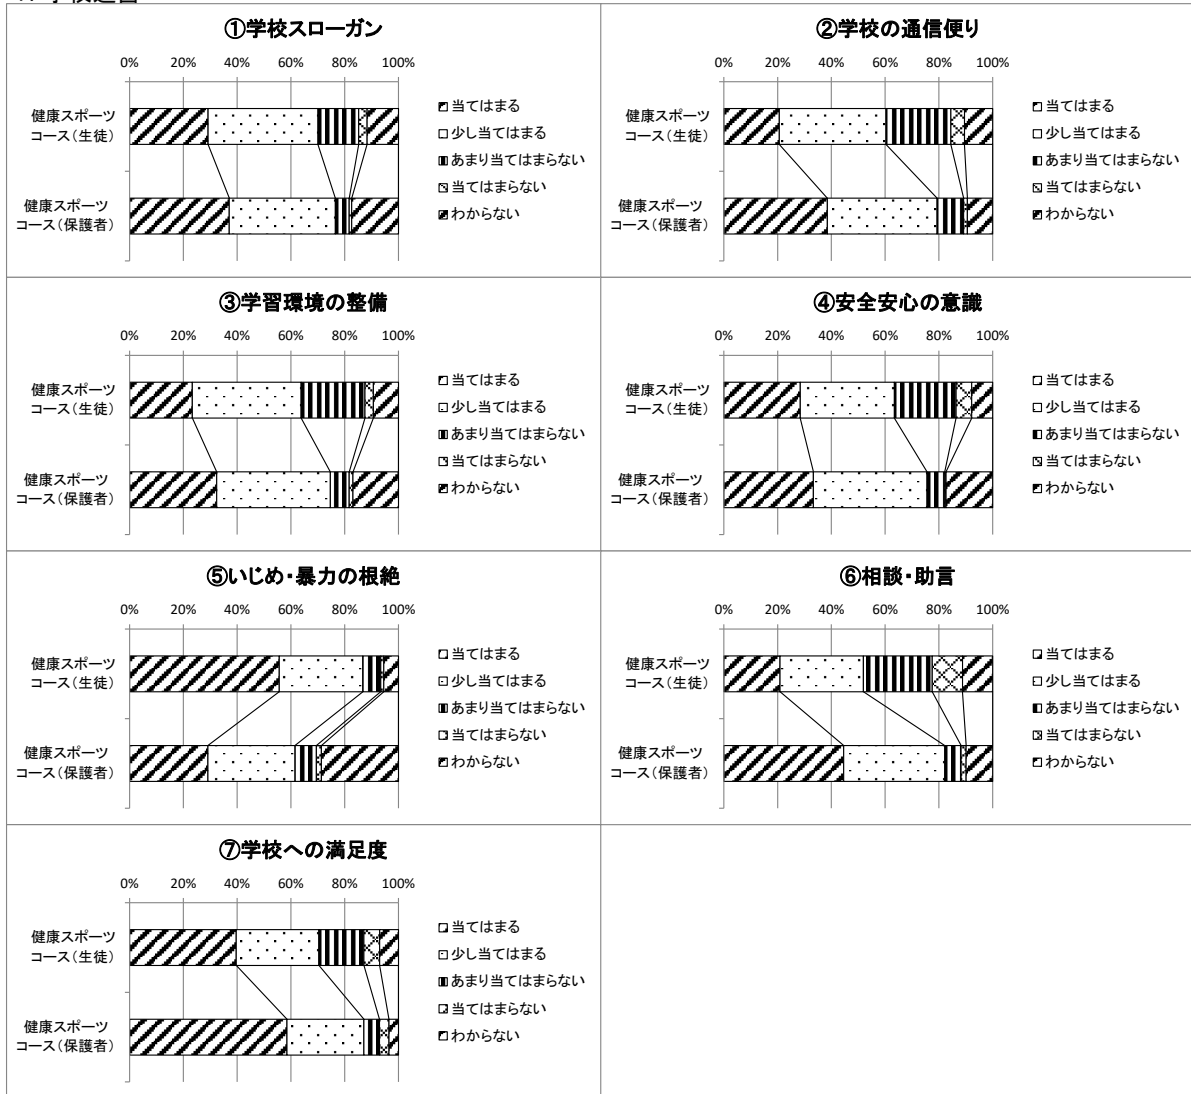 ①学校スローガン
0% 20% 40% 60% 80% 100%
健康スポーツ
コース（生徒）
健康スポーツ
コース（保護者）
当てはまる
少し当てはまる
あまり当てはまらない
当てはまらない
わからない
②学校の通信便り
0% 20% 40% 60% 80% 100%
健康スポーツ
コース（生徒）
健康スポーツ
コース（保護者）
当てはまる
少し当てはまる
あまり当てはまらない
当てはまらない
わからない
③学習環境の整備
0% 20% 40% 60% 80% 100%
健康スポーツ
コース（生徒）
健康スポーツ
コース（保護者）
当てはまる
少し当てはまる
あまり当てはまらない
当てはまらない
わからない
④安全安心の意識
0% 20% 40% 60% 80% 100%
健康スポーツ
コース（生徒）
健康スポーツ
コース（保護者）
当てはまる
少し当てはまる
あまり当てはまらない
当てはまらない
わからない
⑤いじめ・暴力の根絶
0% 20% 40% 60% 80% 100%
健康スポーツ
コース（生徒）
健康スポーツ
コース（保護者）
当てはまる
少し当てはまる
あまり当てはまらない
当てはまらない
わからない
⑥相談・助言
0% 20% 40% 60% 80% 100%
健康スポーツ
コース（生徒）
健康スポーツ
コース（保護者）
当てはまる
少し当てはまる
あまり当てはまらない
当てはまらない
わからない
⑦学校への満足度
0% 20% 40% 60% 80% 100%
健康スポーツ
コース（生徒）
健康スポーツ
コース（保護者）
当てはまる
少し当てはまる
あまり当てはまらない
当てはまらない
わからない